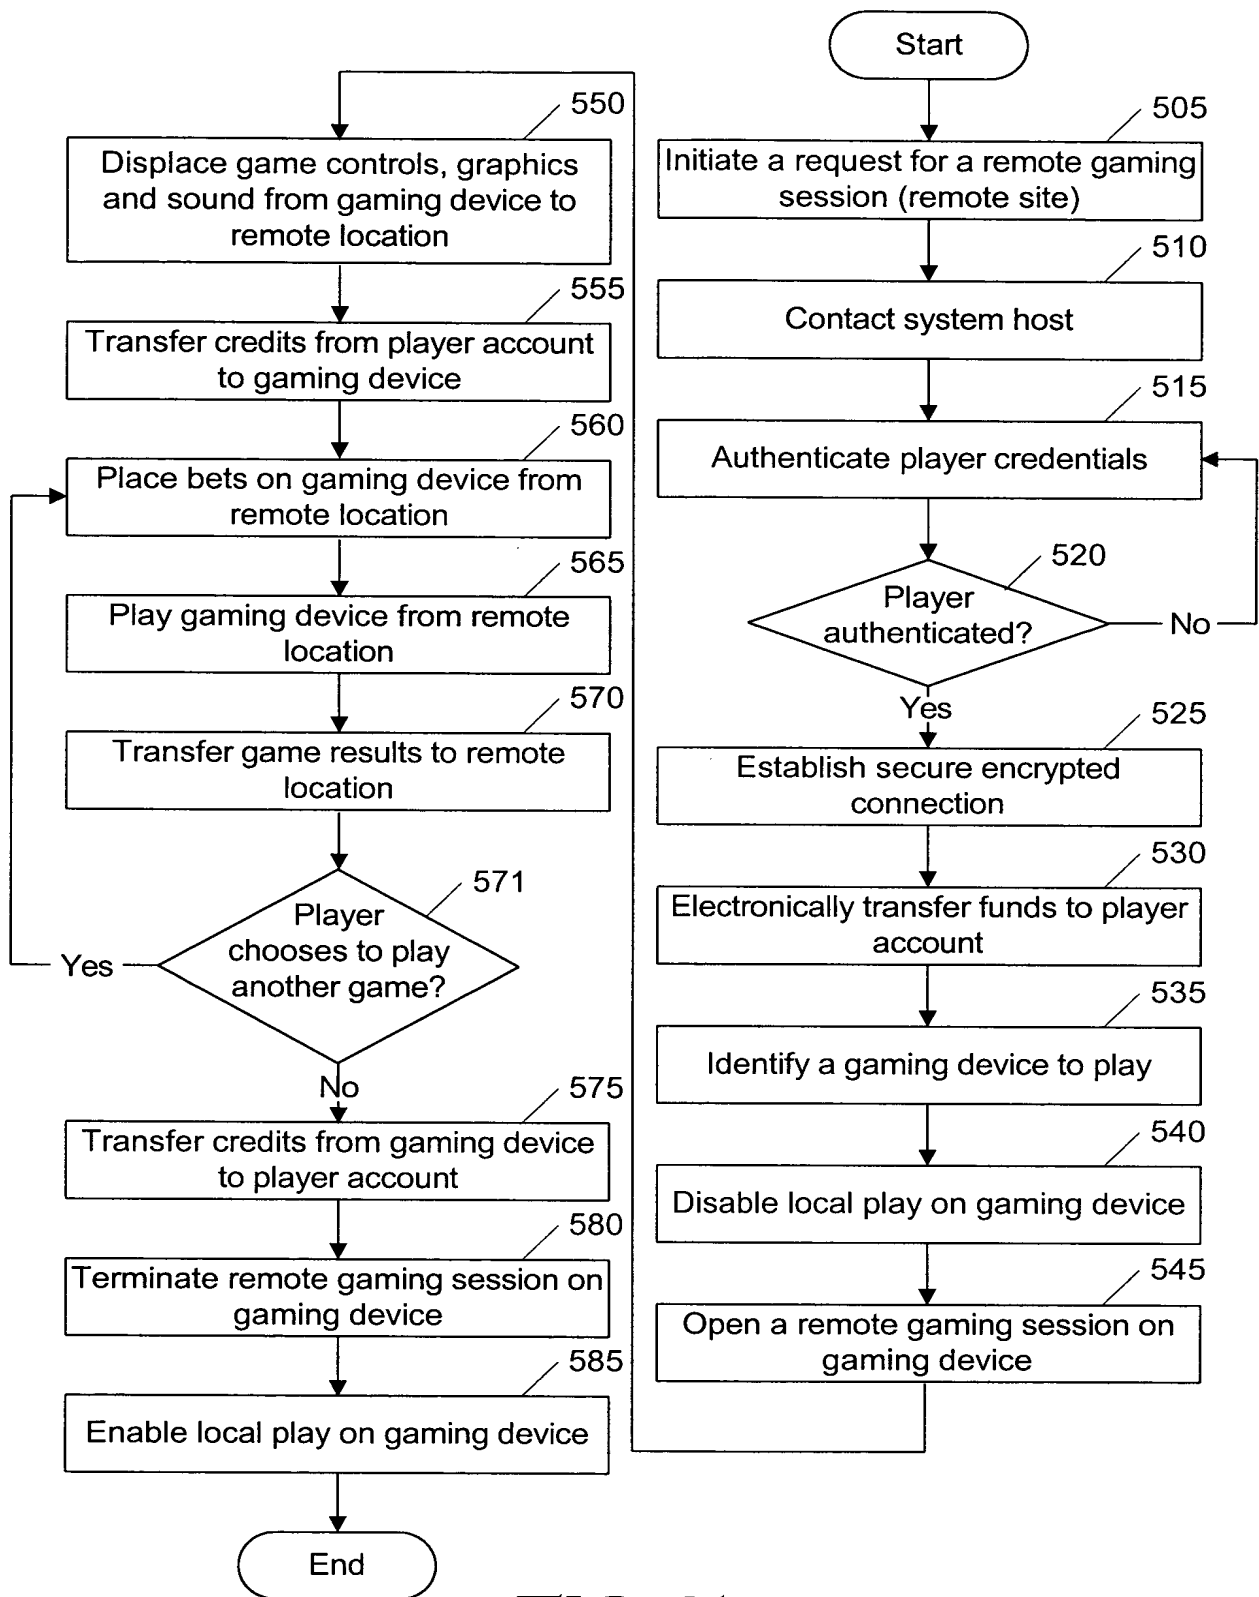 Start
505
Initiate a request for a remote gaming
session (remote site)
510
Contact system host
515
Authenticate player credentials
520
Player
authenticated?
No
Yes
525
Establish secure encrypted
connection
530
Electronically transfer funds to player
account
535
Identify a gaming device to play
540
Disable local play on gaming device
545
Open a remote gaming session on
gaming device
550
Displace game controls, graphics
and sound from gaming device to
remote location
555
Transfer credits from player account
to gaming device
560
Place bets on gaming device from
remote location
565
Play gaming device from remote
location
570
Transfer game results to remote
location
571
Player
chooses to play
another game?
Yes
No
575
Transfer credits from gaming device
to player account
580
Terminate remote gaming session on
gaming device
585
Enable local play on gaming device
End